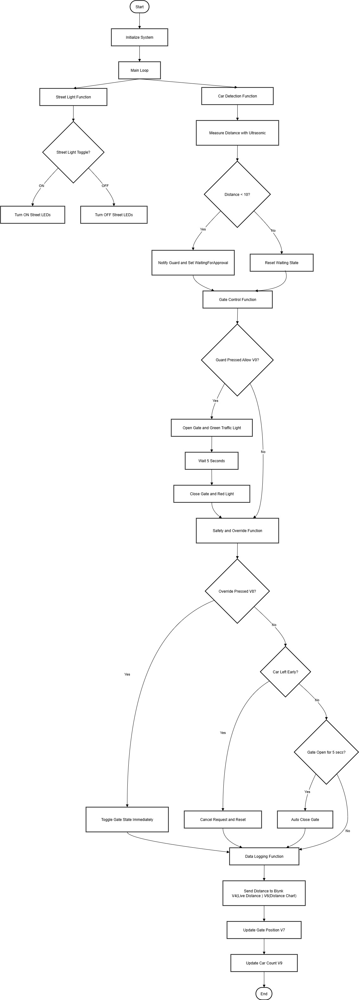 Start
Initialize System
Main Loop
Street Light Function
Car Detection Function
Measure Distance with Ultrasonic
Street Light Toggle?
ON
OFF
Distance < 10?
Turn ON Street LEDs
Turn OFF Street LEDs
Yes
No
Notify Guard and Set WaitingForApproval
Reset Waiting State
Gate Control Function
Guard Pressed Allow V0?
Yes
Open Gate and Green Traffic Light
No
Wait 5 Seconds
Close Gate and Red Light
Safety and Override Function
Override Pressed V8?
No
Yes
Car Left Early?
No
Yes
Gate Open for 5 secs?
Yes
Toggle Gate State Immediately
Cancel Request and Reset
Auto Close Gate
No
Data Logging Function
Send Distance to Blynk
V4(Live Distance ) V6(Distance Chart)
Update Gate Position V7
Update Car Count V9
End